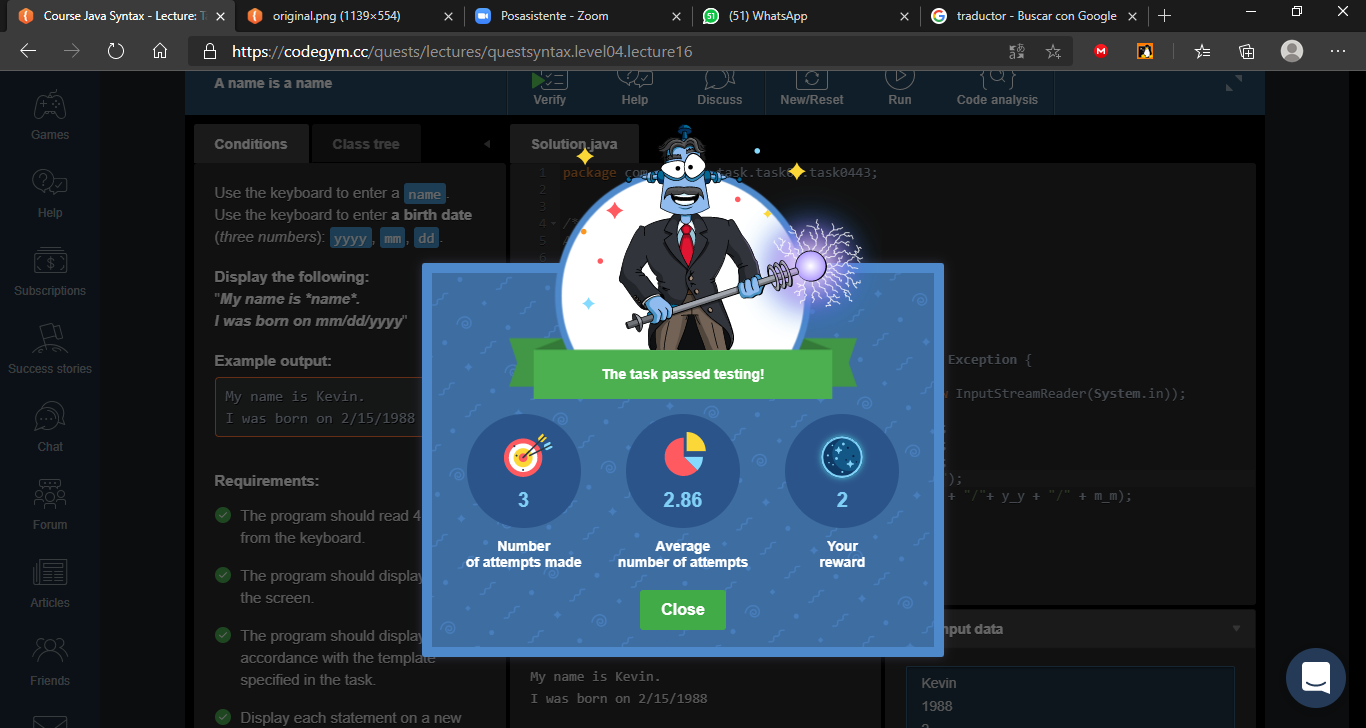 Course Java Syntax - Lecture: T
original.png (1139×554)
Posasistente - Zoom
51
(51) WhatsApp
traductor - Buscar con Google
https://codegym.cc/quests/lectures/questsyntax.level04.lecture16
A name is a name
Verify
Help
Discuss
New/Reset
Run
Code analysis
Games
Help
Subscriptions
Success stories
Chat
Forum
Articles
Friends
Conditions
Class tree
Solution.java
Use the keyboard to enter a name.
Use the keyboard to enter a birth date
(three numbers): yyyy, mm, dd.
Display the following:
"My name is *name*.
I was born on mm/dd/yyyy"
Example output:
My name is Kevin.
I was born on 2/15/1988
Requirements:
The program should read 4
from the keyboard.
The program should display
the screen.
The program should display
accordance with the template
specified in the task.
Display each statement on a new
1 package task0443;
2
3
4 /*
5
6
Exception {
InputStreamReader(System.in));
);
+ "/"+ y_y + "/" + m_m);
The task passed testing!
3
Number
of attempts made
2.86
Average
number of attempts
2
Your
reward
Close
My name is Kevin.
I was born on 2/15/1988
nput data
Kevin
1988